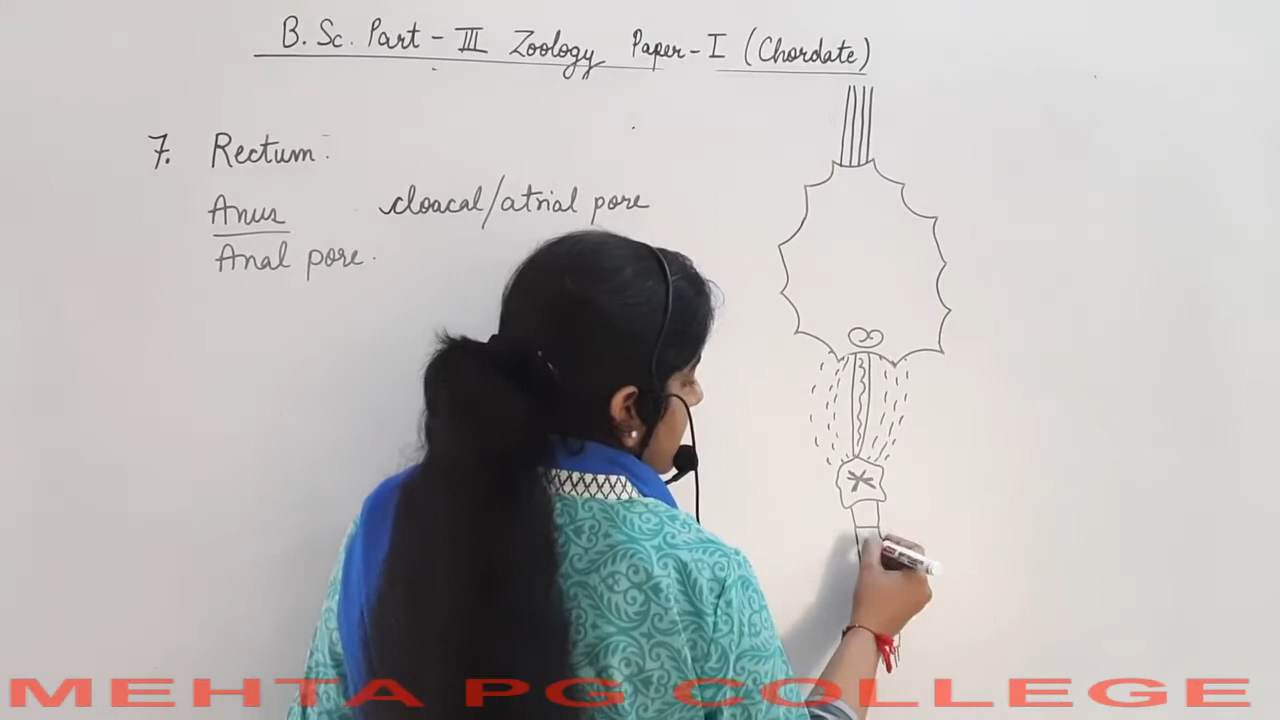 B. Sc. Part - III Zoology Paper - I (Chordate)
7. Rectum :
Anus cloacal/atrial pore
Anal pore.
MEHTA PG COLLEGE